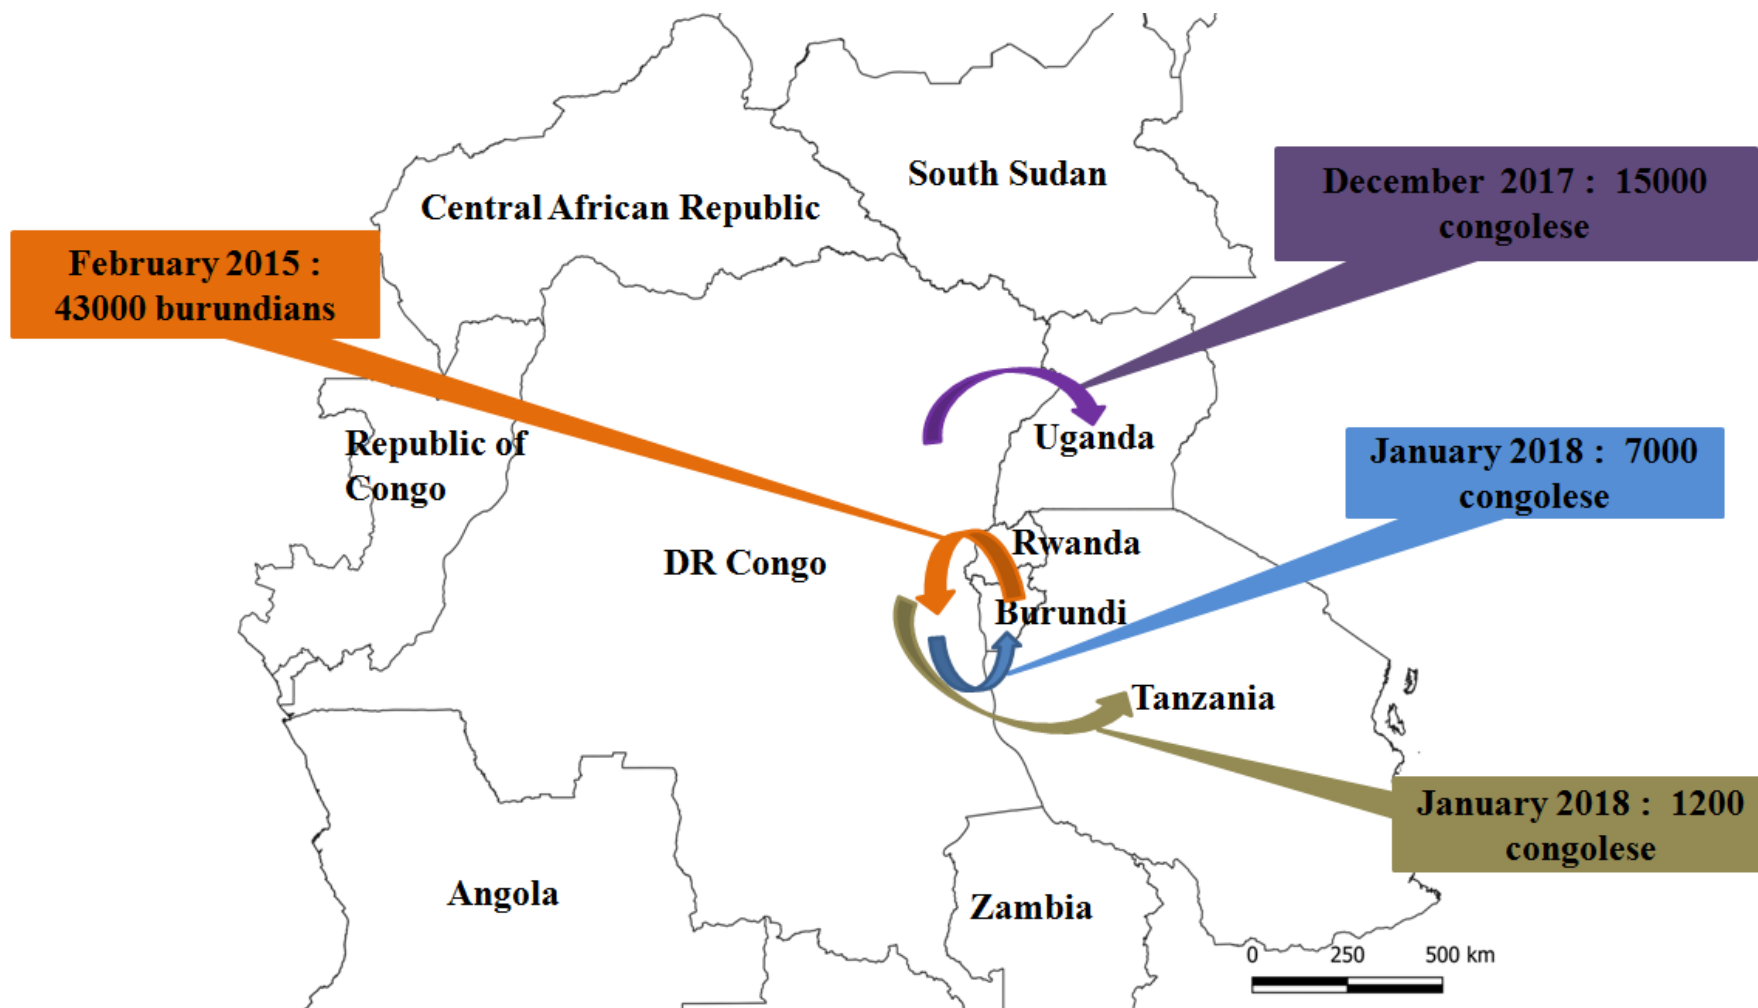 South Sudan
December 2017 : 15000
congolese
Central African Republic
February 2015 :
43000 burundians
Republic of
Congo
Uganda
January 2018 : 7000
congolese
DR Congo
Rwanda
Burundi
Tanzania
January 2018 : 1200
congolese
Angola
Zambia
0 250 500 km